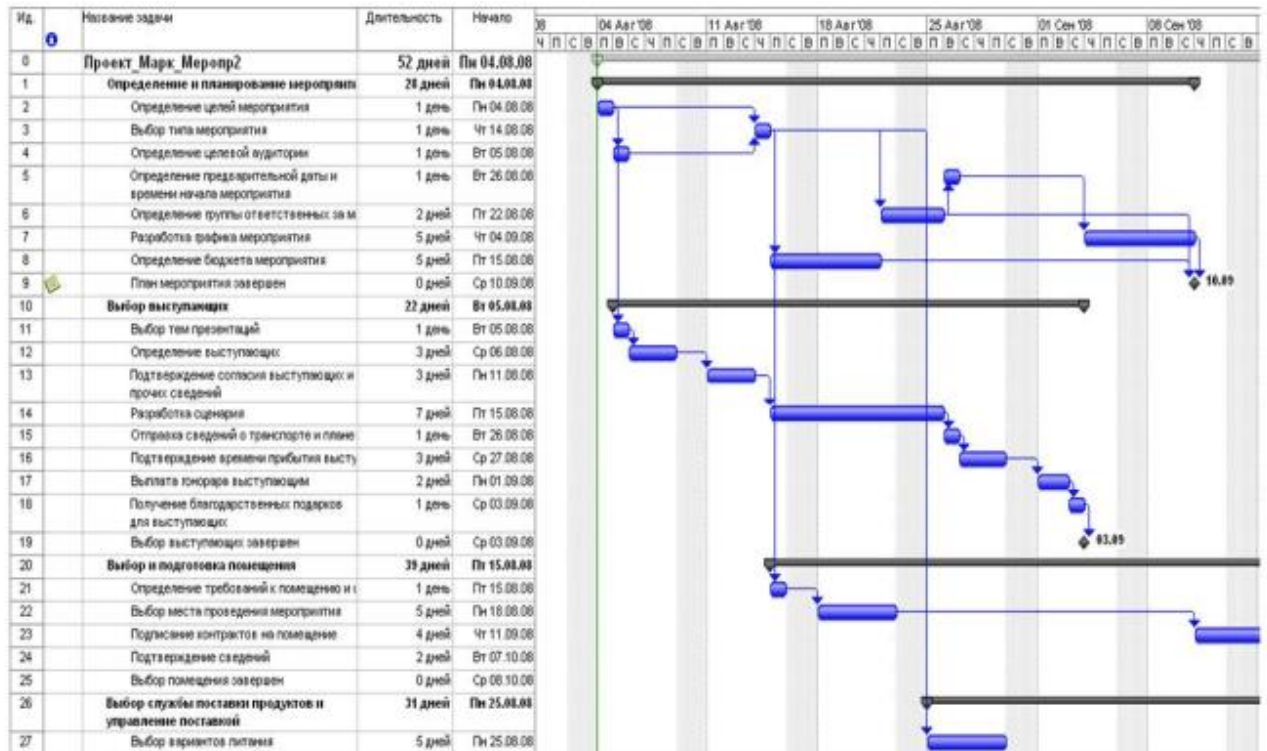 Ид. Название задачи Длительность Начало 08 04 Авг '08 11 Авг '08 18 Авг '08 25 Авг '08 01 Сен '08 08 Сен '08
Ч П С В П В С Ч П С В П В С Ч П С В П В С Ч П С В П В С Ч П С В П В С Ч П С В П В С Ч П С В
0 Проект_Марк_Меропр2 52 дней Пн 04.08.08
1 Определение и планирование мероприяти 28 дней Пн 04.08.08
2 Определение целей мероприятия 1 день Пн 04.08.08
3 Выбор типа мероприятия 1 день Чт 14.08.08
4 Определение целевой аудитории 1 день Вт 05.08.08
5 Определение предварительной даты и 1 день Вт 26.08.08
времени начала мероприятия
6 Определение группы ответственных за м 2 дней Пт 22.08.08
7 Разработка графика мероприятия 5 дней Чт 04.09.08
8 Определение бюджета мероприятия 5 дней Пт 15.08.08
9 План мероприятия завершен 0 дней Ср 10.09.08 10.09
10 Выбор выступающих 22 дней Вт 05.08.08
11 Выбор тем презентаций 1 день Вт 05.08.08
12 Определение выступающих 3 дней Ср 06.08.08
13 Подтверждение согласия выступающих и 3 дней Пн 11.08.08
прочих сведений
14 Разработка сценария 7 дней Пт 15.08.08
15 Отправка сведений о транспорте и плане 1 день Вт 26.08.08
16 Подтверждение времени прибытия высту 3 дней Ср 27.08.08
17 Выплата гонорара выступающим 2 дней Пн 01.09.08
18 Получение благодарственных подарков 1 день Ср 03.09.08
для выступающих
19 Выбор выступающих завершен 0 дней Ср 03.09.08 03.09
20 Выбор и подготовка помещения 39 дней Пт 15.08.08
21 Определение требований к помещению и с 1 день Пт 15.08.08
22 Выбор места проведения мероприятия 5 дней Пн 18.08.08
23 Подписание контрактов на помещение 4 дней Чт 11.09.08
24 Подтверждение сведений 2 дней Вт 07.10.08
25 Выбор помещения завершен 0 дней Ср 08.10.08
26 Выбор службы поставки продуктов и 31 дней Пн 25.08.08
управление поставкой
27 Выбор вариантов питания 5 дней Пн 25.08.08